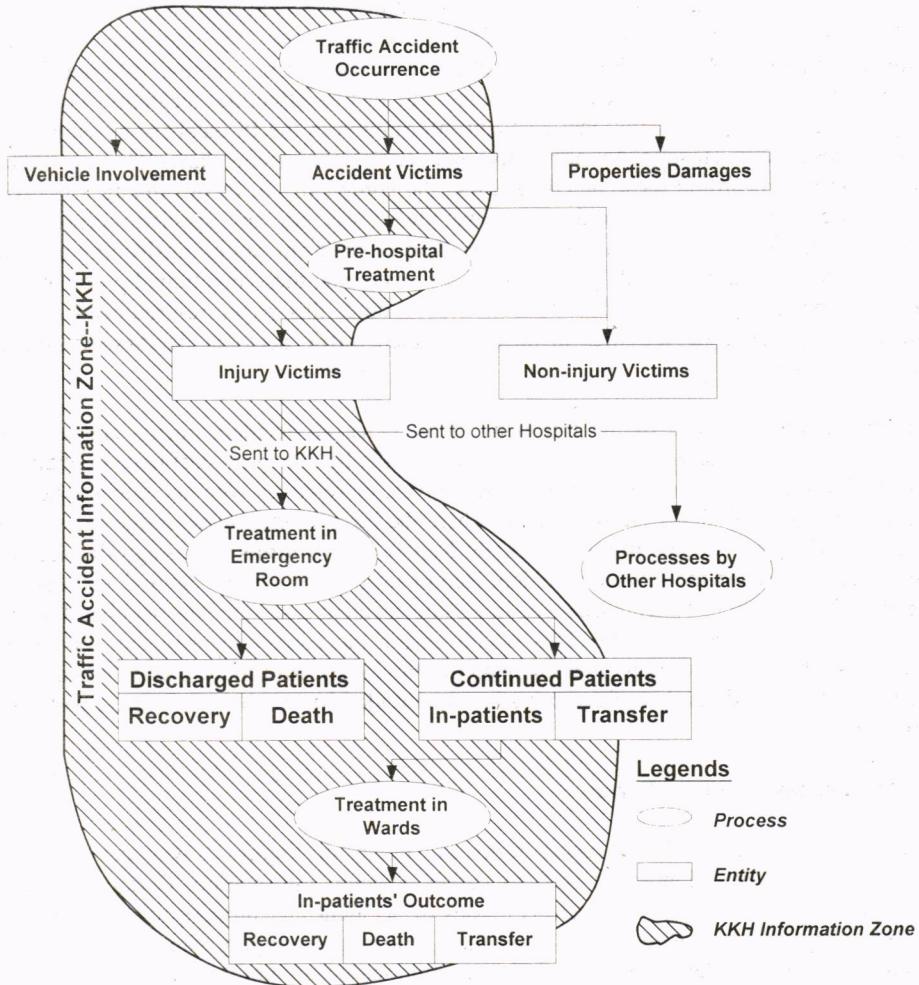 Traffic Accident
Occurrence
Vehicle Involvement
Accident Victims
Properties Damages
Pre-hospital
Treatment
Traffic Accident Information Zone--KKH
Injury Victims
Non-injury Victims
Sent to other Hospitals
Sent to KKH
Treatment in
Emergency
Room
Processes by
Other Hospitals
Discharged Patients
Recovery
Death
Continued Patients
In-patients
Transfer
Treatment in
Wards
In-patients' Outcome
Recovery
Death
Transfer
Legends
Process
Entity
KKH Information Zone